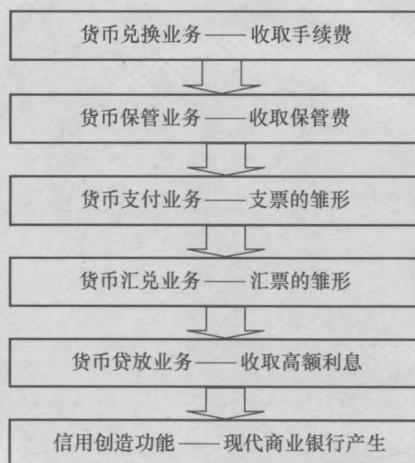 货币兑换业务——收取手续费
货币保管业务——收取保管费
货币支付业务——支票的雏形
货币汇兑业务——汇票的雏形
货币贷放业务——收取高额利息
信用创造功能——现代商业银行产生